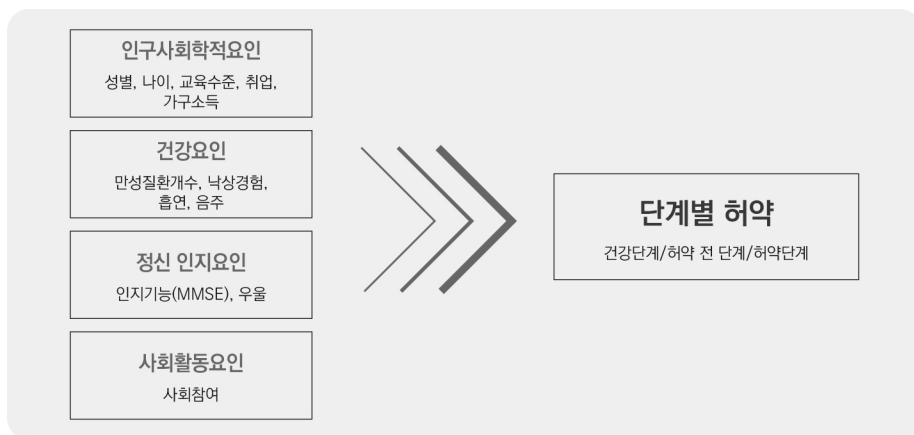 인구사회학적요인
성별, 나이, 교육수준, 취업,
가구소득
건강요인
만성질환개수, 낙상경험,
흡연, 음주
정신 인지요인
인지기능(MMSE), 우울
사회활동요인
사회참여
단계별 허약
건강단계/허약 전 단계/허약단계